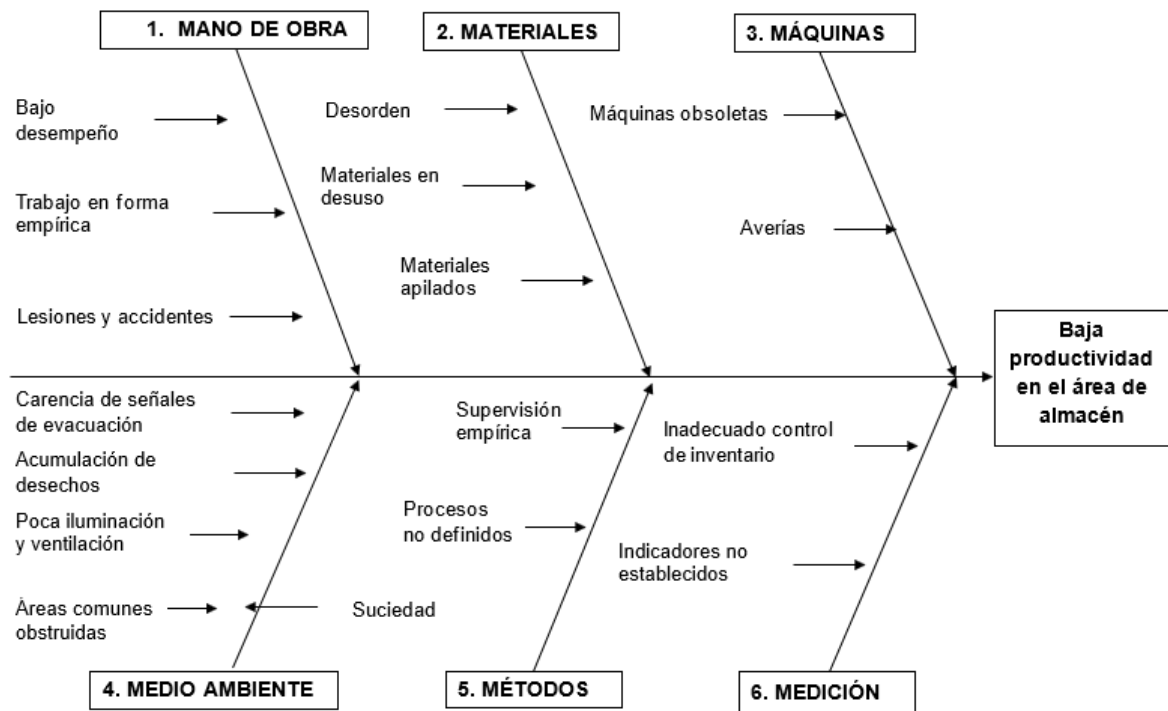 1. MANO DE OBRA
2. MATERIALES
3. MÁQUINAS
Bajo
desempeño
Trabajo en forma
empírica
Lesiones y accidentes
Desorden
Materiales en
desuso
Materiales
apilados
Máquinas obsoletas
Averías
Baja
productividad
en el área de
almacén
Carencia de señales
de evacuación
Acumulación de
desechos
Poca iluminación
y ventilación
Áreas comunes
obstruidas
Suciedad
Supervisión
empírica
Procesos
no definidos
Inadecuado control
de inventario
Indicadores no
establecidos
4. MEDIO AMBIENTE
5. MÉTODOS
6. MEDICIÓN